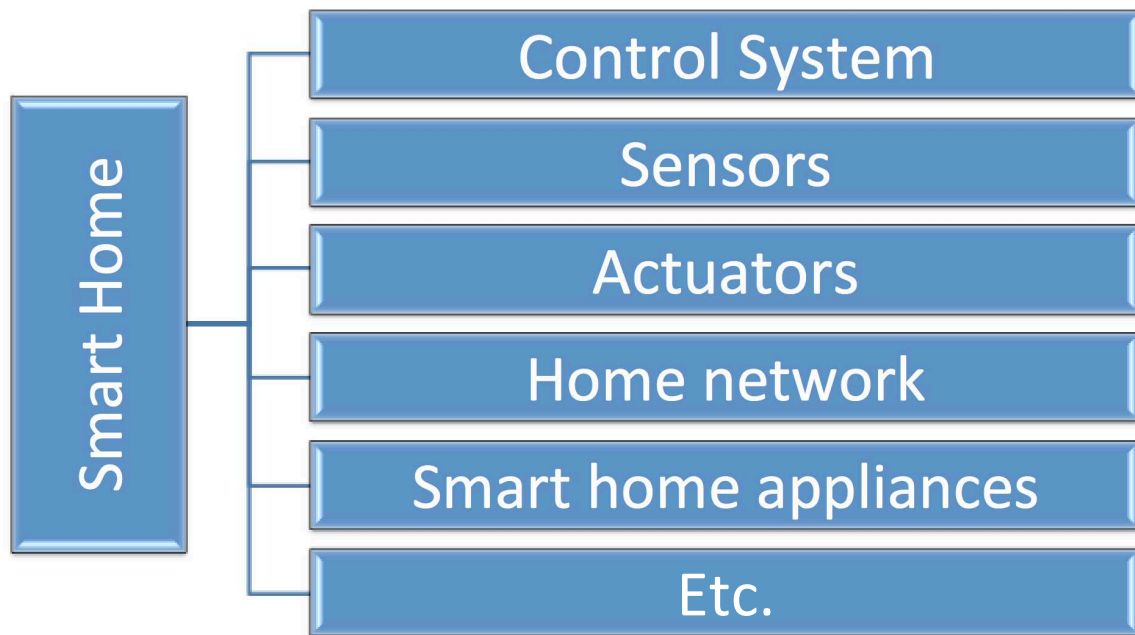 Smart Home
Control System
Sensors
Actuators
Home network
Smart home appliances
Etc.